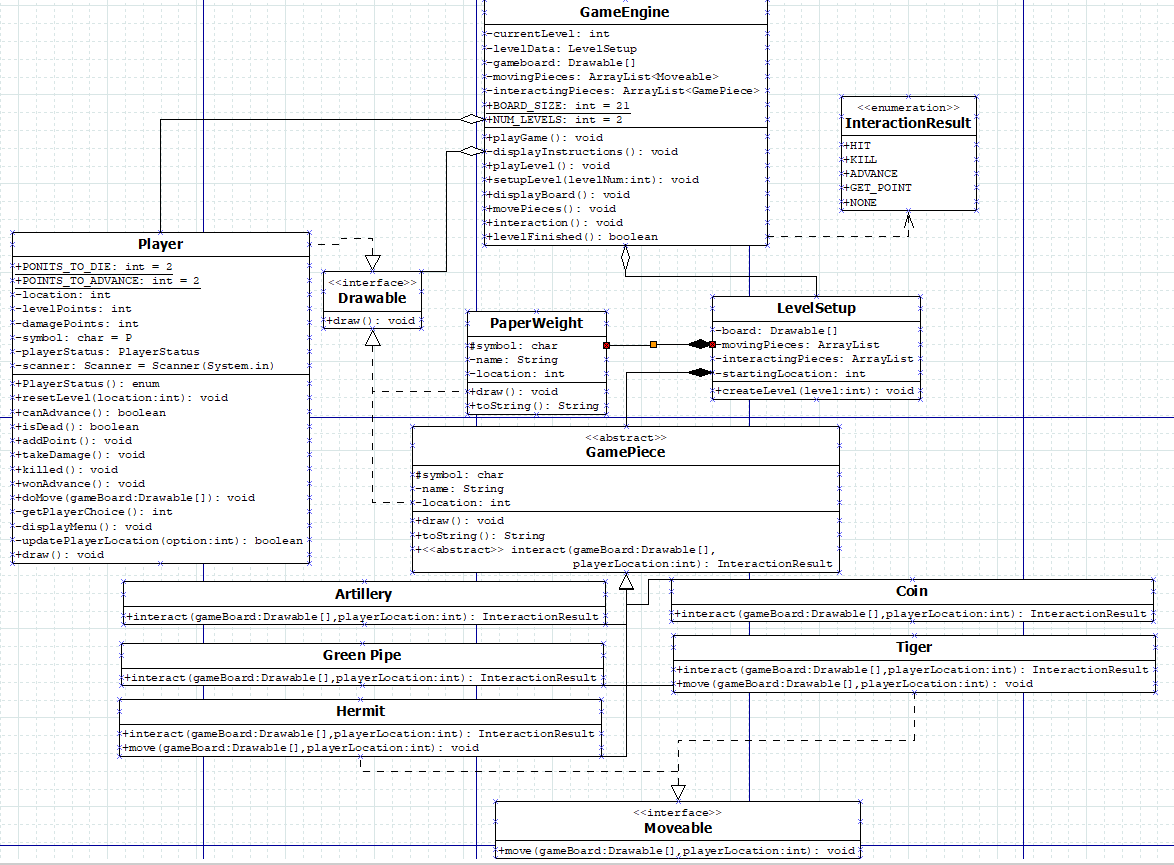 GameEngine
-currentLevel: int
-levelData: LevelSetup
-gameboard: Drawable[]
-movingPieces: ArrayList<Moveable>
-interactingPieces: ArrayList<GamePiece>
+BOARD_SIZE: int = 21
+NUM_LEVELS: int = 2
+playGame(): void
-displayInstructions(): void
+playLevel(): void
+setupLevel(levelNum:int): void
+displayBoard(): void
+movePieces(): void
+interaction(): void
+levelFinished(): boolean
<<enumeration>>
InteractionResult
+HIT
+KILL
+ADVANCE
+GET_POINT
+NONE
Player
+PONITS_TO_DIE: int = 2
+POINTS_TO_ADVANCE: int = 2
-location: int
-levelPoints: int
-damagePoints: int
-symbol: char = P
-playerStatus: PlayerStatus
-scanner: Scanner = Scanner(System.in)
+PlayerStatus(): enum
+resetLevel(location:int): void
+canAdvance(): boolean
+isDead(): boolean
+addPoint(): void
+takeDamage(): void
+killed(): void
+wonAdvance(): void
+doMove(gameBoard:Drawable[]): void
-getPlayerChoice(): int
-displayMenu(): void
-updatePlayerLocation(option:int): boolean
+draw(): void
<<interface>>
Drawable
+draw(): void
PaperWeight
#symbol: char
-name: String
-location: int
+draw(): void
+toString(): String
LevelSetup
-board: Drawable[]
-movingPieces: ArrayList
-interactingPieces: ArrayList
-startingLocation: int
+createLevel(level:int): void
<<abstract>>
GamePiece
#symbol: char
-name: String
-location: int
+draw(): void
+toString(): String
+<<abstract>> interact(gameBoard:Drawable[],
playerLocation:int): InteractionResult
Artillery
+interact(gameBoard:Drawable[],playerLocation:int): InteractionResult
Coin
+interact(gameBoard:Drawable[],playerLocation:int): InteractionResult
Green Pipe
+interact(gameBoard:Drawable[],playerLocation:int): InteractionResult
Tiger
+interact(gameBoard:Drawable[],playerLocation:int): InteractionResult
+move(gameBoard:Drawable[],playerLocation:int): void
Hermit
+interact(gameBoard:Drawable[],playerLocation:int): InteractionResult
+move(gameBoard:Drawable[],playerLocation:int): void
<<interface>>
Moveable
+move(gameBoard:Drawable[],playerLocation:int): void